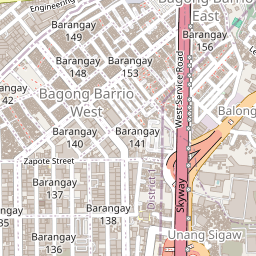 Engineering
Bagong Barrio
East
Barangay
149
Barangay
156
Barangay
148
Barangay
153
West Service Road
42
Bagong Barrio
West
Balong
Barangay
140
Barangay
141
Zapote Street
District 1
Skyway
Barangay
137
Barangay
138
Barangay
135
Barangay
136
Unang Sigaw